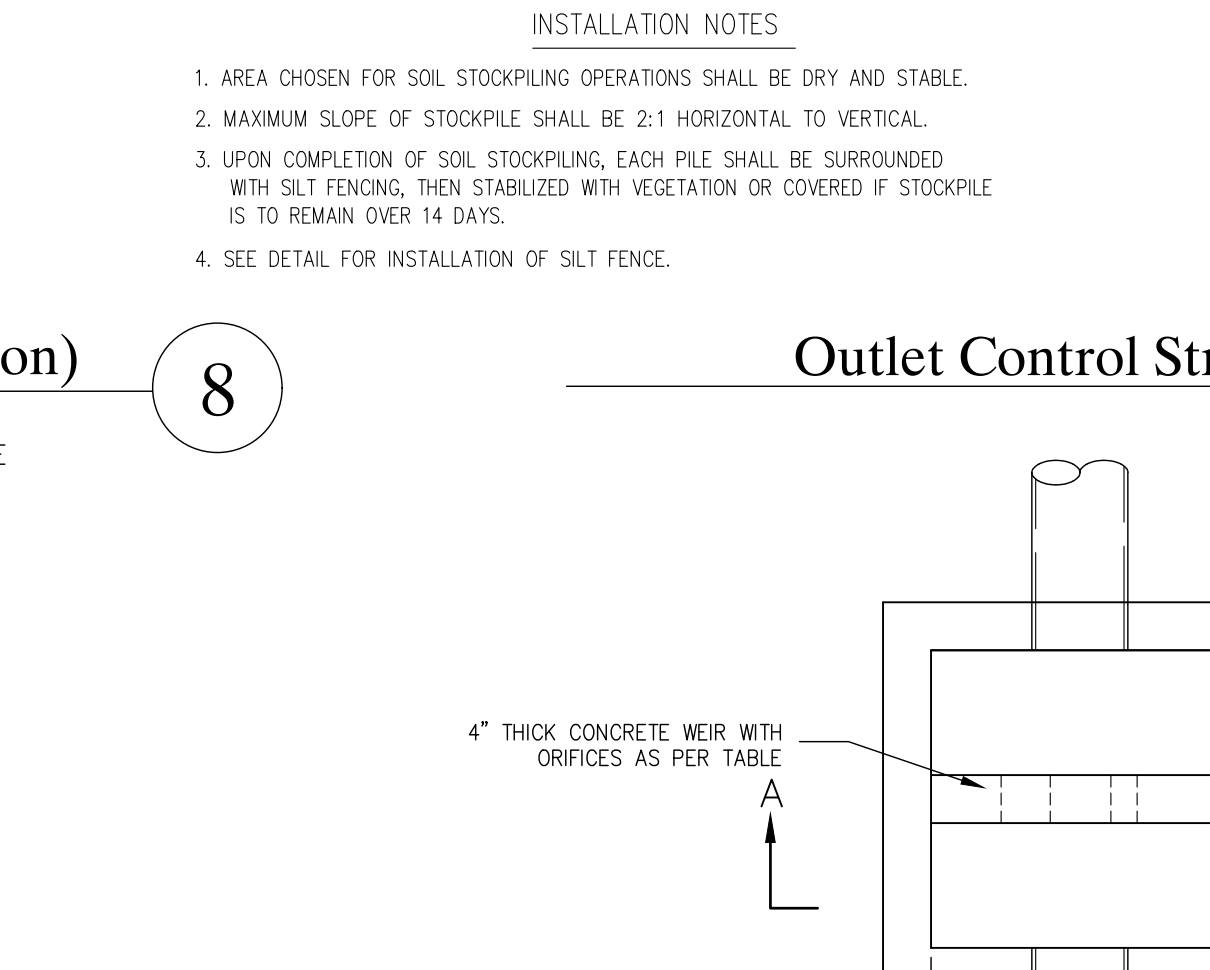 INSTALLATION NOTES
1. AREA CHOSEN FOR SOIL STOCKPILING OPERATIONS SHALL BE DRY AND STABLE.
2. MAXIMUM SLOPE OF STOCKPILE SHALL BE 2:1 HORIZONTAL TO VERTICAL.
3. UPON COMPLETION OF SOIL STOCKPILING, EACH PILE SHALL BE SURROUNDED
WITH SILT FENCING, THEN STABILIZED WITH VEGETATION OR COVERED IF STOCKPILE
IS TO REMAIN OVER 14 DAYS.
4. SEE DETAIL FOR INSTALLATION OF SILT FENCE.
on)
8
Outlet Control Str
4" THICK CONCRETE WEIR WITH
ORIFICES AS PER TABLE
A